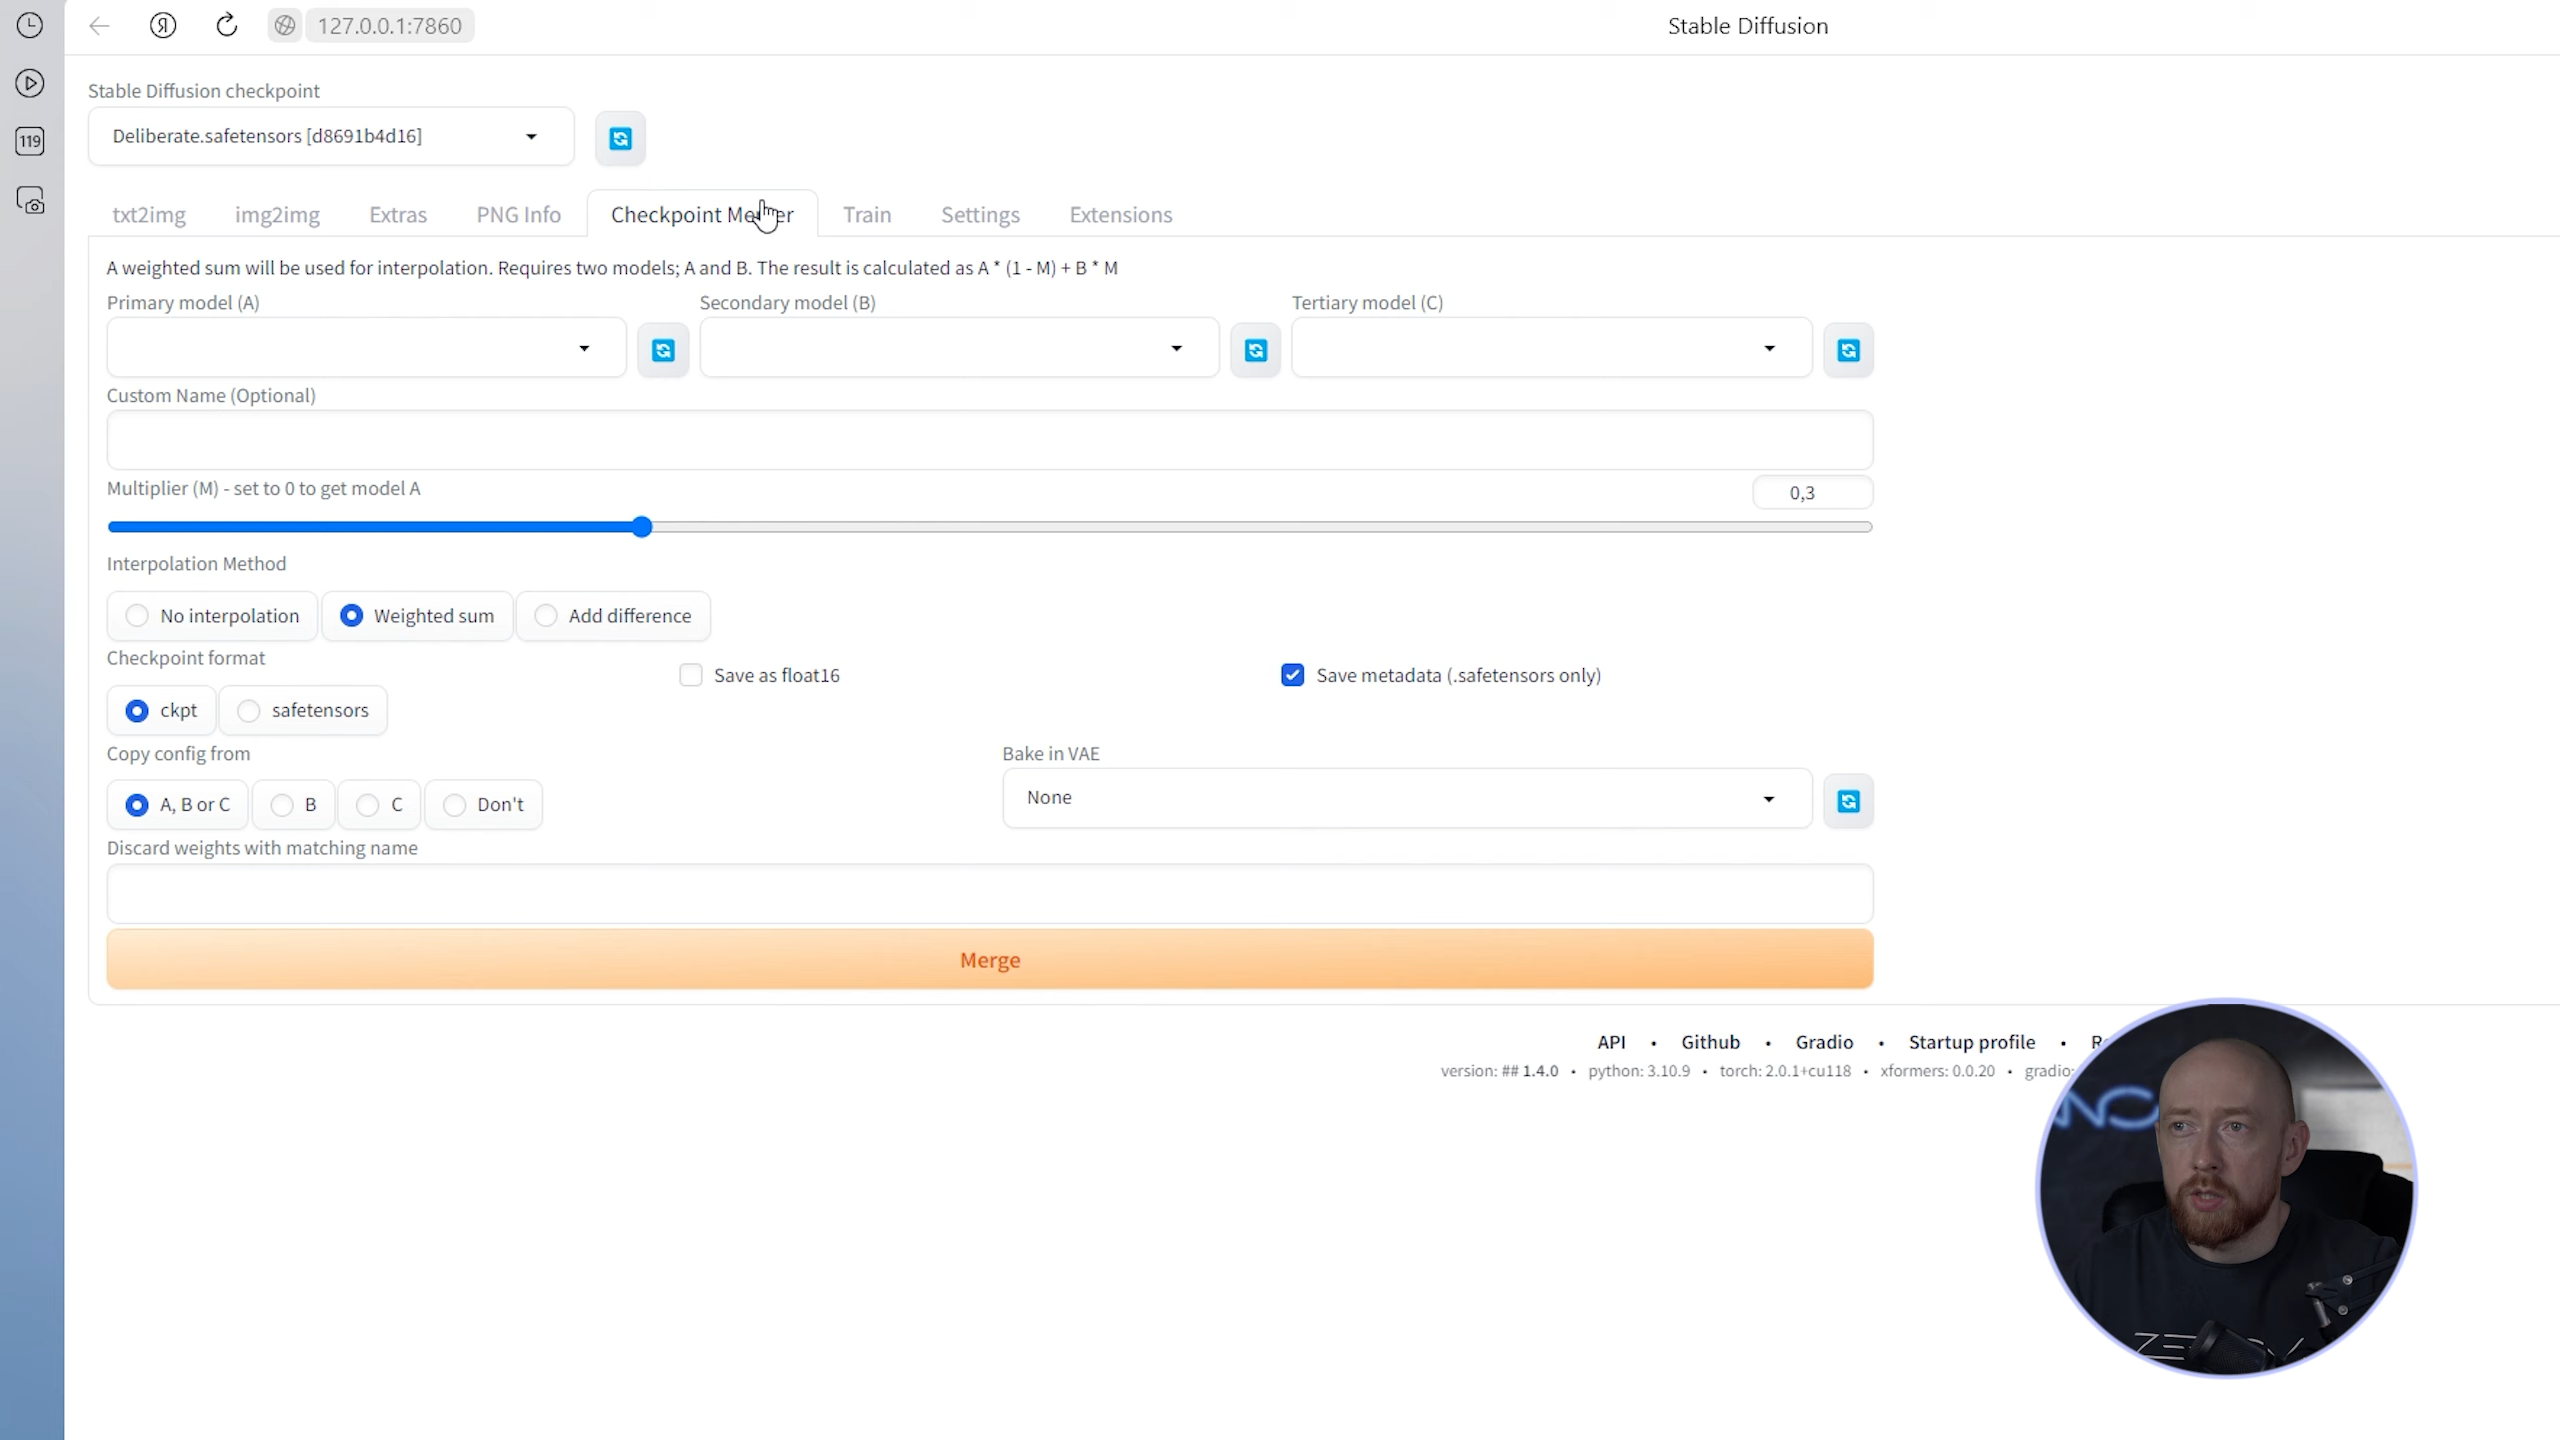 127.0.0.1:7860
Stable Diffusion
119
Stable Diffusion checkpoint
Deliberate.safetensors [d8691b4d16]
txt2img img2img Extras PNG Info Checkpoint Train Settings Extensions
A weighted sum will be used for interpolation. Requires two models; A and B. The result is calculated as A * (1 - M) + B * M
Primary model (A) Secondary model (B) Tertiary model (C)
Custom Name (Optional)
Multiplier (M) - set to 0 to get model A
0,3
Interpolation Method
No interpolation Weighted sum Add difference
Checkpoint format
Save as float16 Save metadata (.safetensors only)
ckpt safetensors
Copy config from Bake in VAE
A, B or C B C Don't
None
Discard weights with matching name
Merge
API • Github • Gradio • Startup profile •
version: ## 1.4.0 • python: 3.10.9 • torch: 2.0.1+cu118 • xformers: 0.0.20 • gradio: